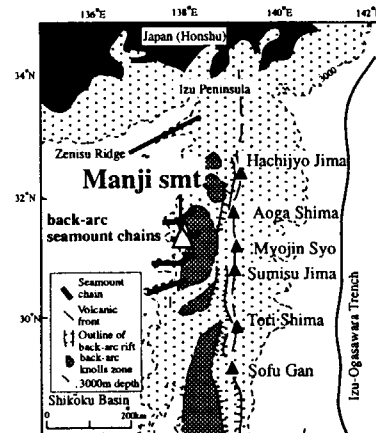 136°E 138°E 140°E 142°E
Japan (Honshu)
34°N
3000
Izu Peninsula
Zenisu Ridge
Hachijyo Jima
Manji smt
32°N
back-arc
seamount chains
Aoga Shima
Myojin Syo
Sumisu Jima
Seamount
chain
Volcanic
front
Outline of
back-arc rift
back-arc
knolls zone
3000m depth
30°N
Tori Shima
Izu-Ogasawara Trench
Sofu Gan
Shikoku Basin
0 200km